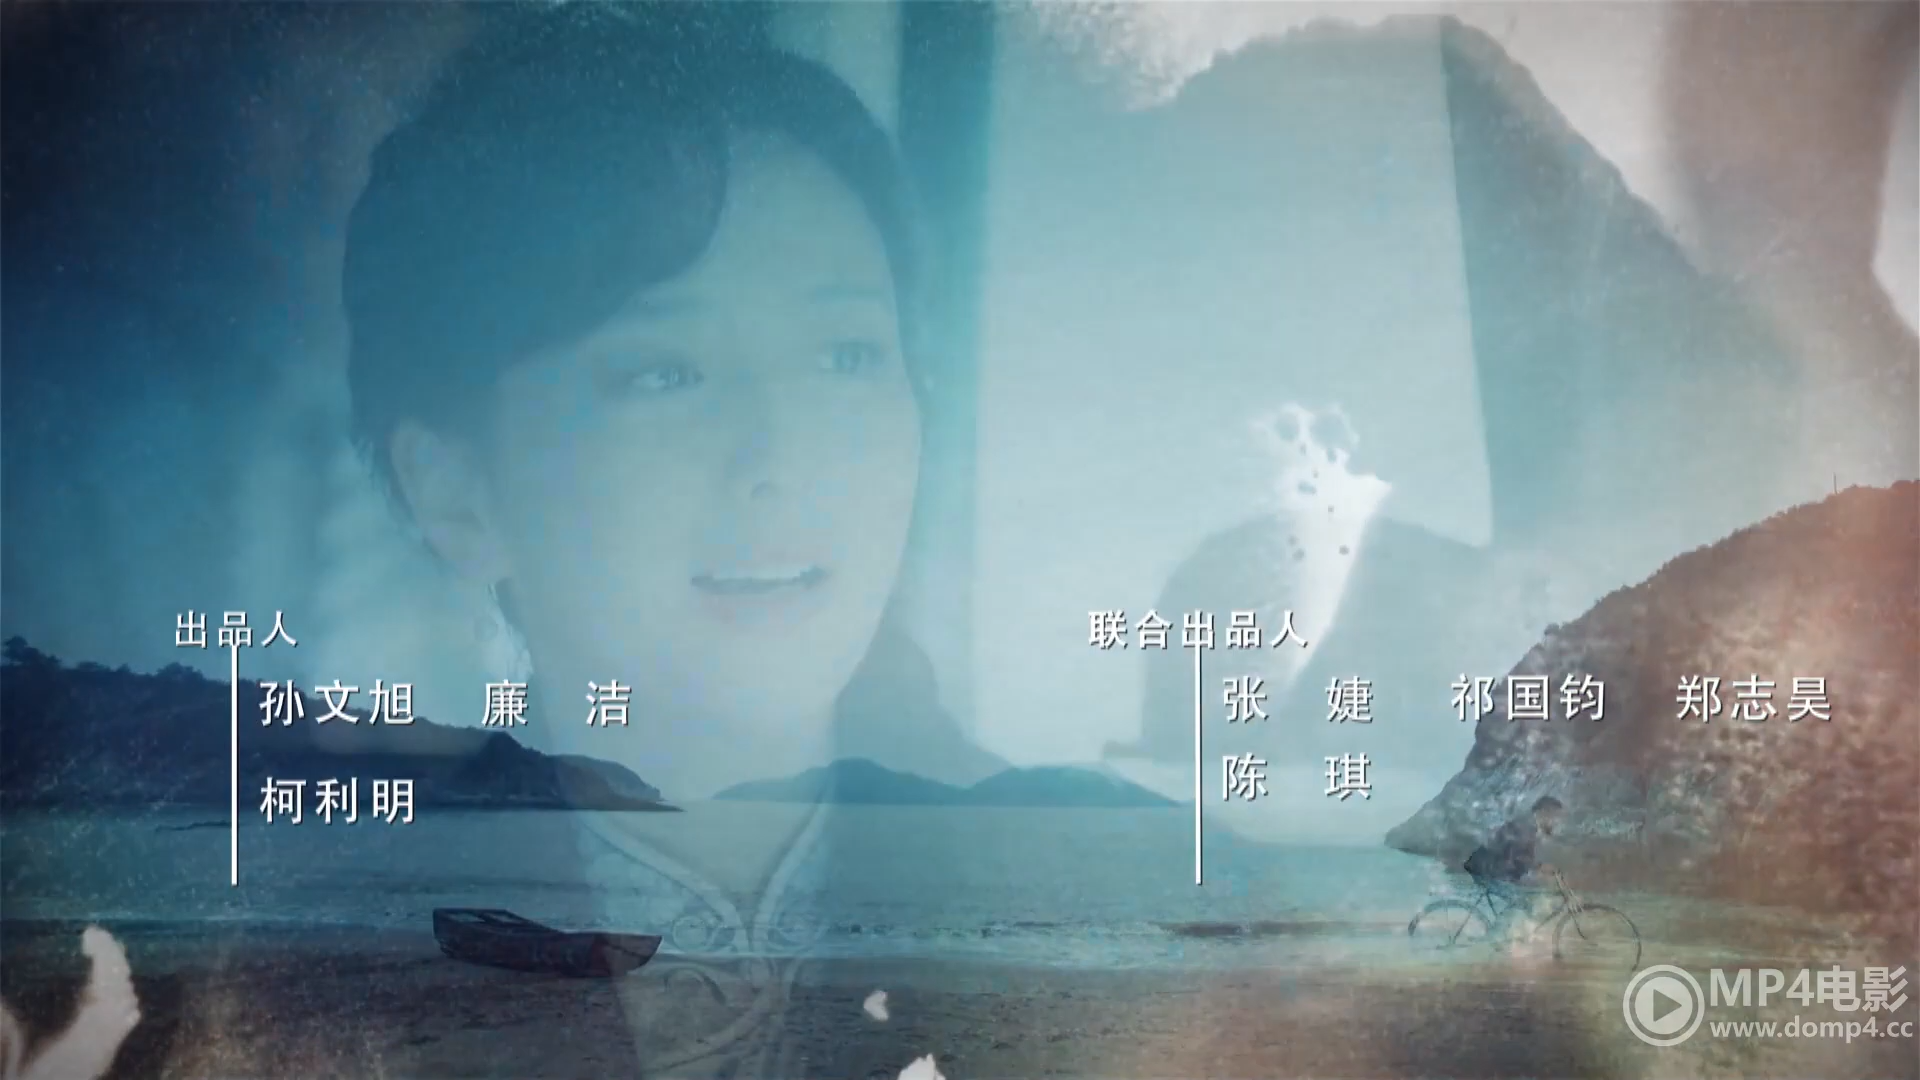 出品人
孙文旭 廉洁
柯利明
联合出品人
张婕 祁国钧 郑志昊
陈琪
MP4电影
www.domp4.cc